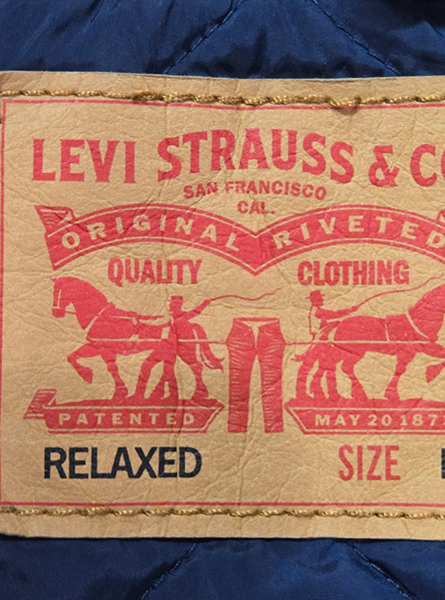 LEVI STRAUSS & CO
SAN FRANCISCO
CAL.
ORIGINAL RIVETED
QUALITY CLOTHING
PATENTED MAY 20 187
RELAXED SIZE